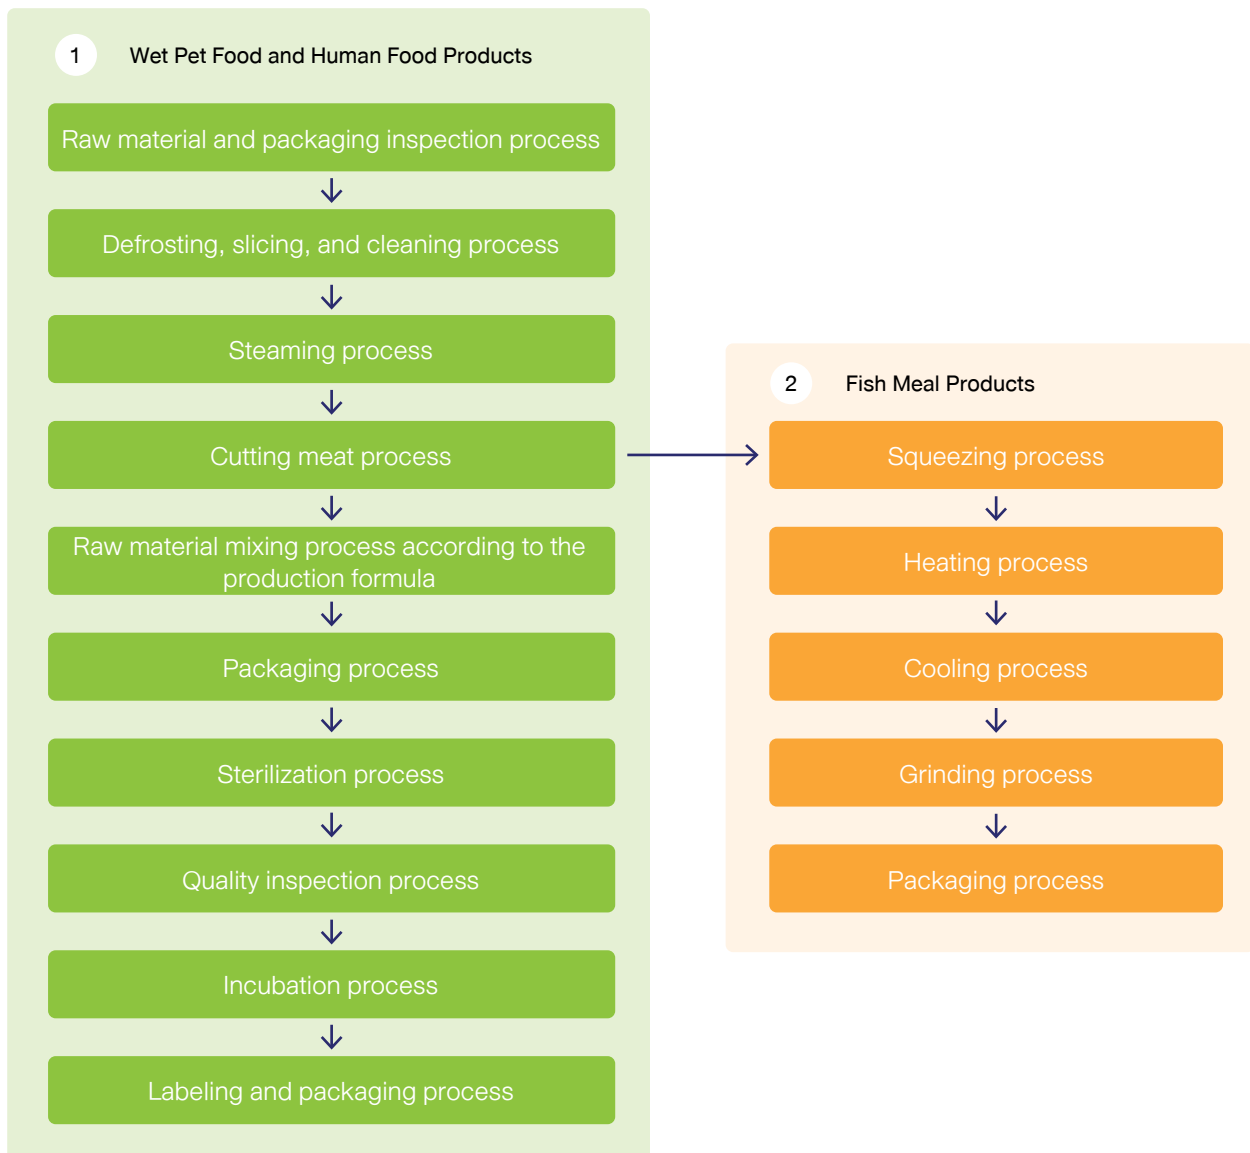 1
Wet Pet Food and Human Food Products
Raw material and packaging inspection process
Defrosting, slicing, and cleaning process
Steaming process
Cutting meat process
Raw material mixing process according to the
production formula
Packaging process
Sterilization process
Quality inspection process
Incubation process
Labeling and packaging process
2
Fish Meal Products
Squeezing process
Heating process
Cooling process
Grinding process
Packaging process